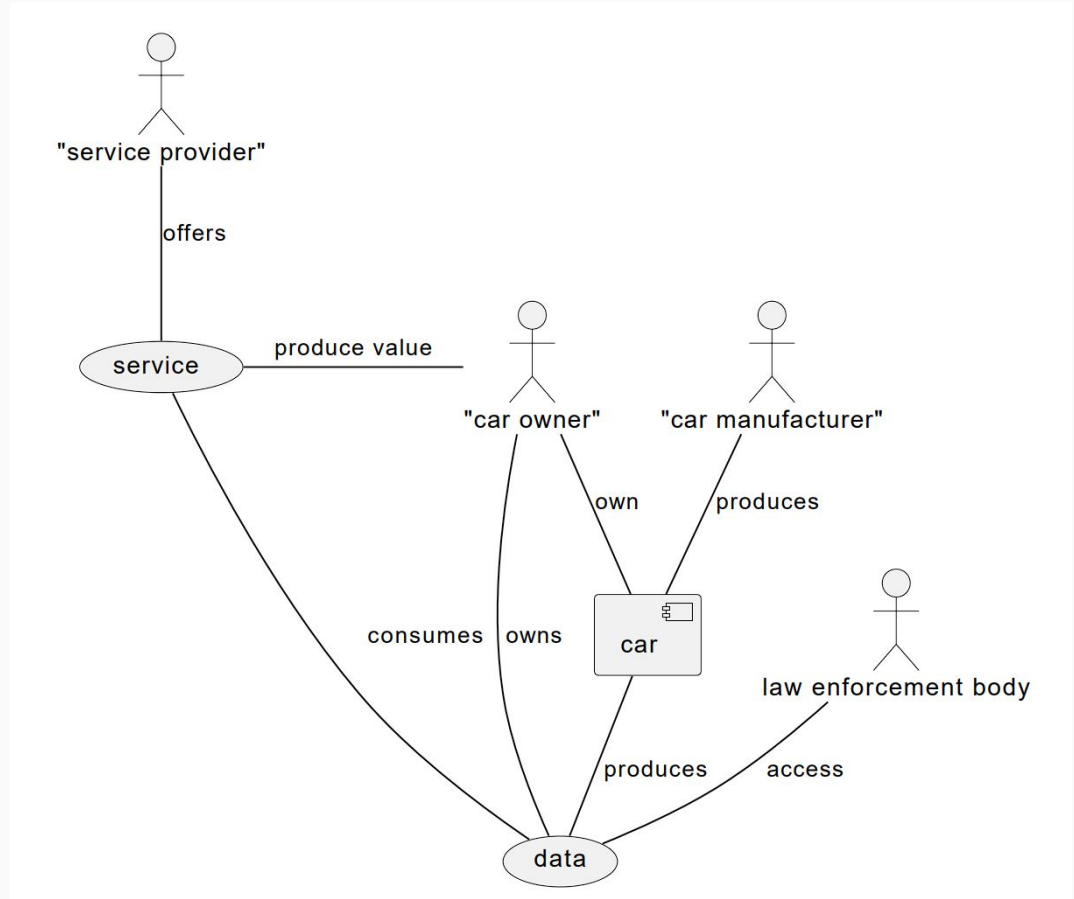 "service provider"
offers
service
produce value
"car owner"
"car manufacturer"
own
produces
consumes
owns
car
law enforcement body
produces
access
data